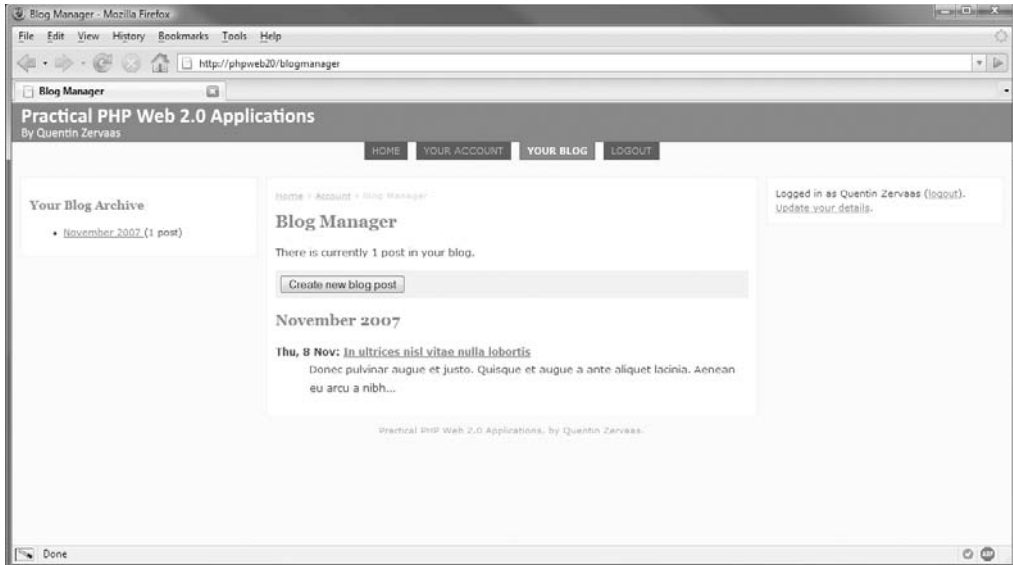 Blog Manager - Mozilla Firefox
File Edit View History Bookmarks Tools Help
http://phpweb20/blogmanager
Blog Manager
Practical PHP Web 2.0 Applications
By Quentin Zervaas
HOME YOUR ACCOUNT YOUR BLOG LOGOUT
Your Blog Archive
• November 2007 (1 post)
Home > Account > Blog Manager
Blog Manager
There is currently 1 post in your blog.
Create new blog post
November 2007
Thu, 8 Nov: In ultrices nisl vitae nulla lobortis
Donec pulvinar augue et justo. Quisque et augue a ante aliquet lacinia. Aenean
eu arcu a nibh...
Logged in as Quentin Zervaas (logout).
Update your details.
Practical PHP Web 2.0 Applications, by Quentin Zervaas.
Done
ABP